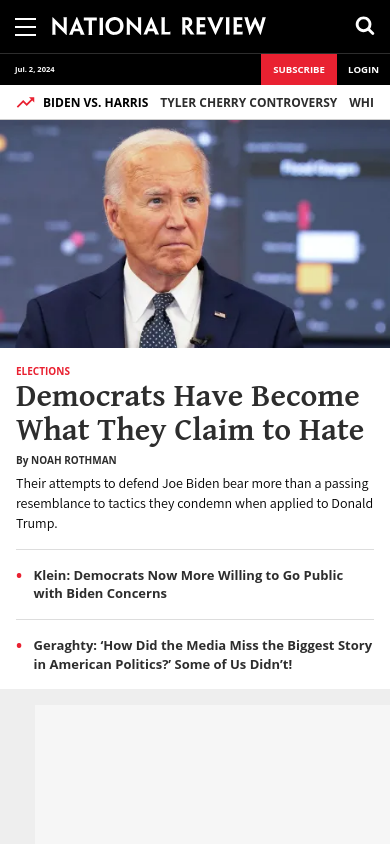 NATIONAL REVIEW
Jul. 2, 2024
SUBSCRIBE
LOGIN
BIDEN VS. HARRIS TYLER CHERRY CONTROVERSY WHI
ELECTIONS
Democrats Have Become
What They Claim to Hate
By NOAH ROTHMAN
Their attempts to defend Joe Biden bear more than a passing
resemblance to tactics they condemn when applied to Donald
Trump.
• Klein: Democrats Now More Willing to Go Public
with Biden Concerns
• Geraghty: ‘How Did the Media Miss the Biggest Story
in American Politics?’ Some of Us Didn’t!